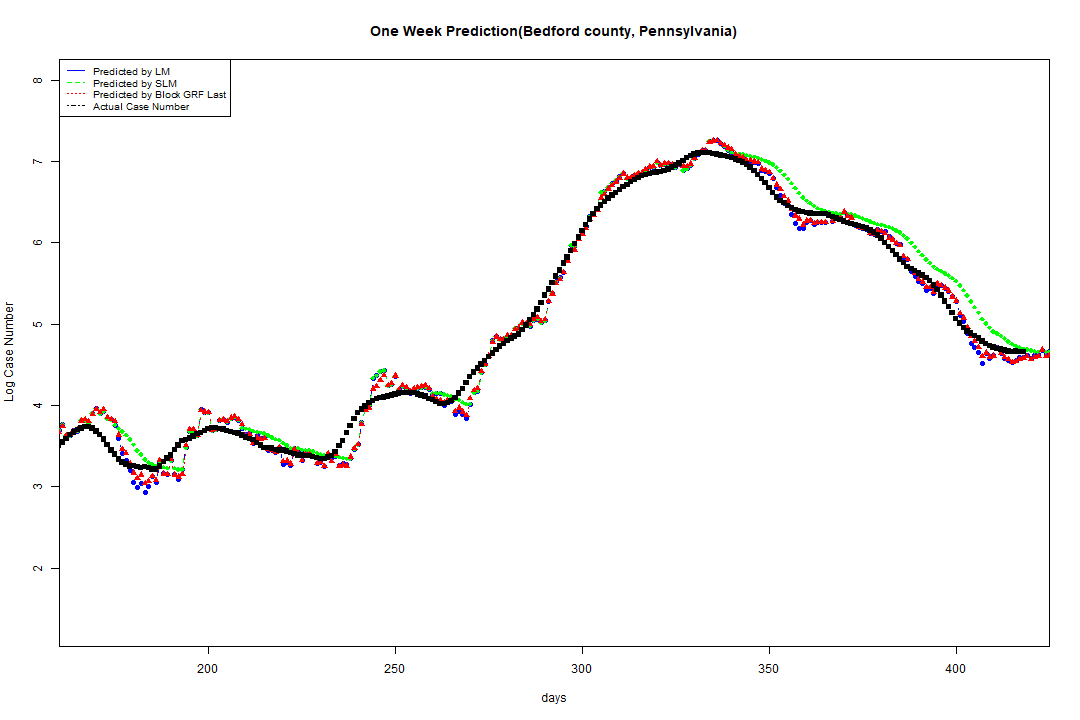 One Week Prediction(Bedford county, Pennsylvania)
Predicted by LM
Predicted by SLM
Predicted by Block GRF Last
Actual Case Number
8
7
6
5
4
3
2
Log Case Number
200 250 300 350 400
days